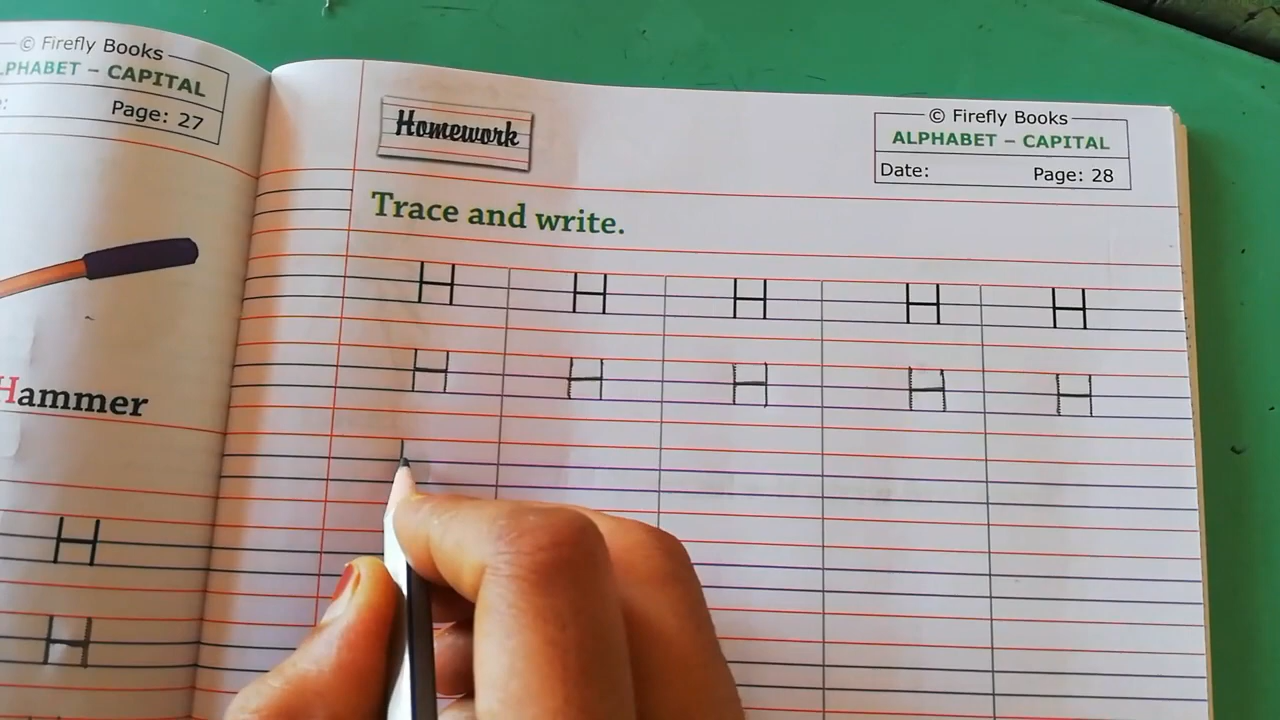 © Firefly Books
LPHABET – CAPITAL
Page: 27
Hammer
H
H
Homework
© Firefly Books
ALPHABET – CAPITAL
Date: Page: 28
Trace and write.
H H H H H
H H H H H